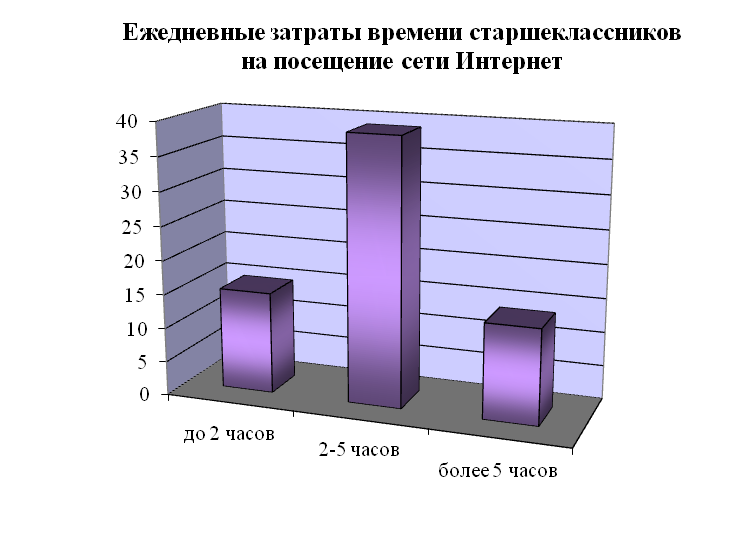 Ежедневные затраты времени старшеклассников
на посещение сети Интернет
40
35
30
25
20
15
10
5
0
до 2 часов
2-5 часов
более 5 часов